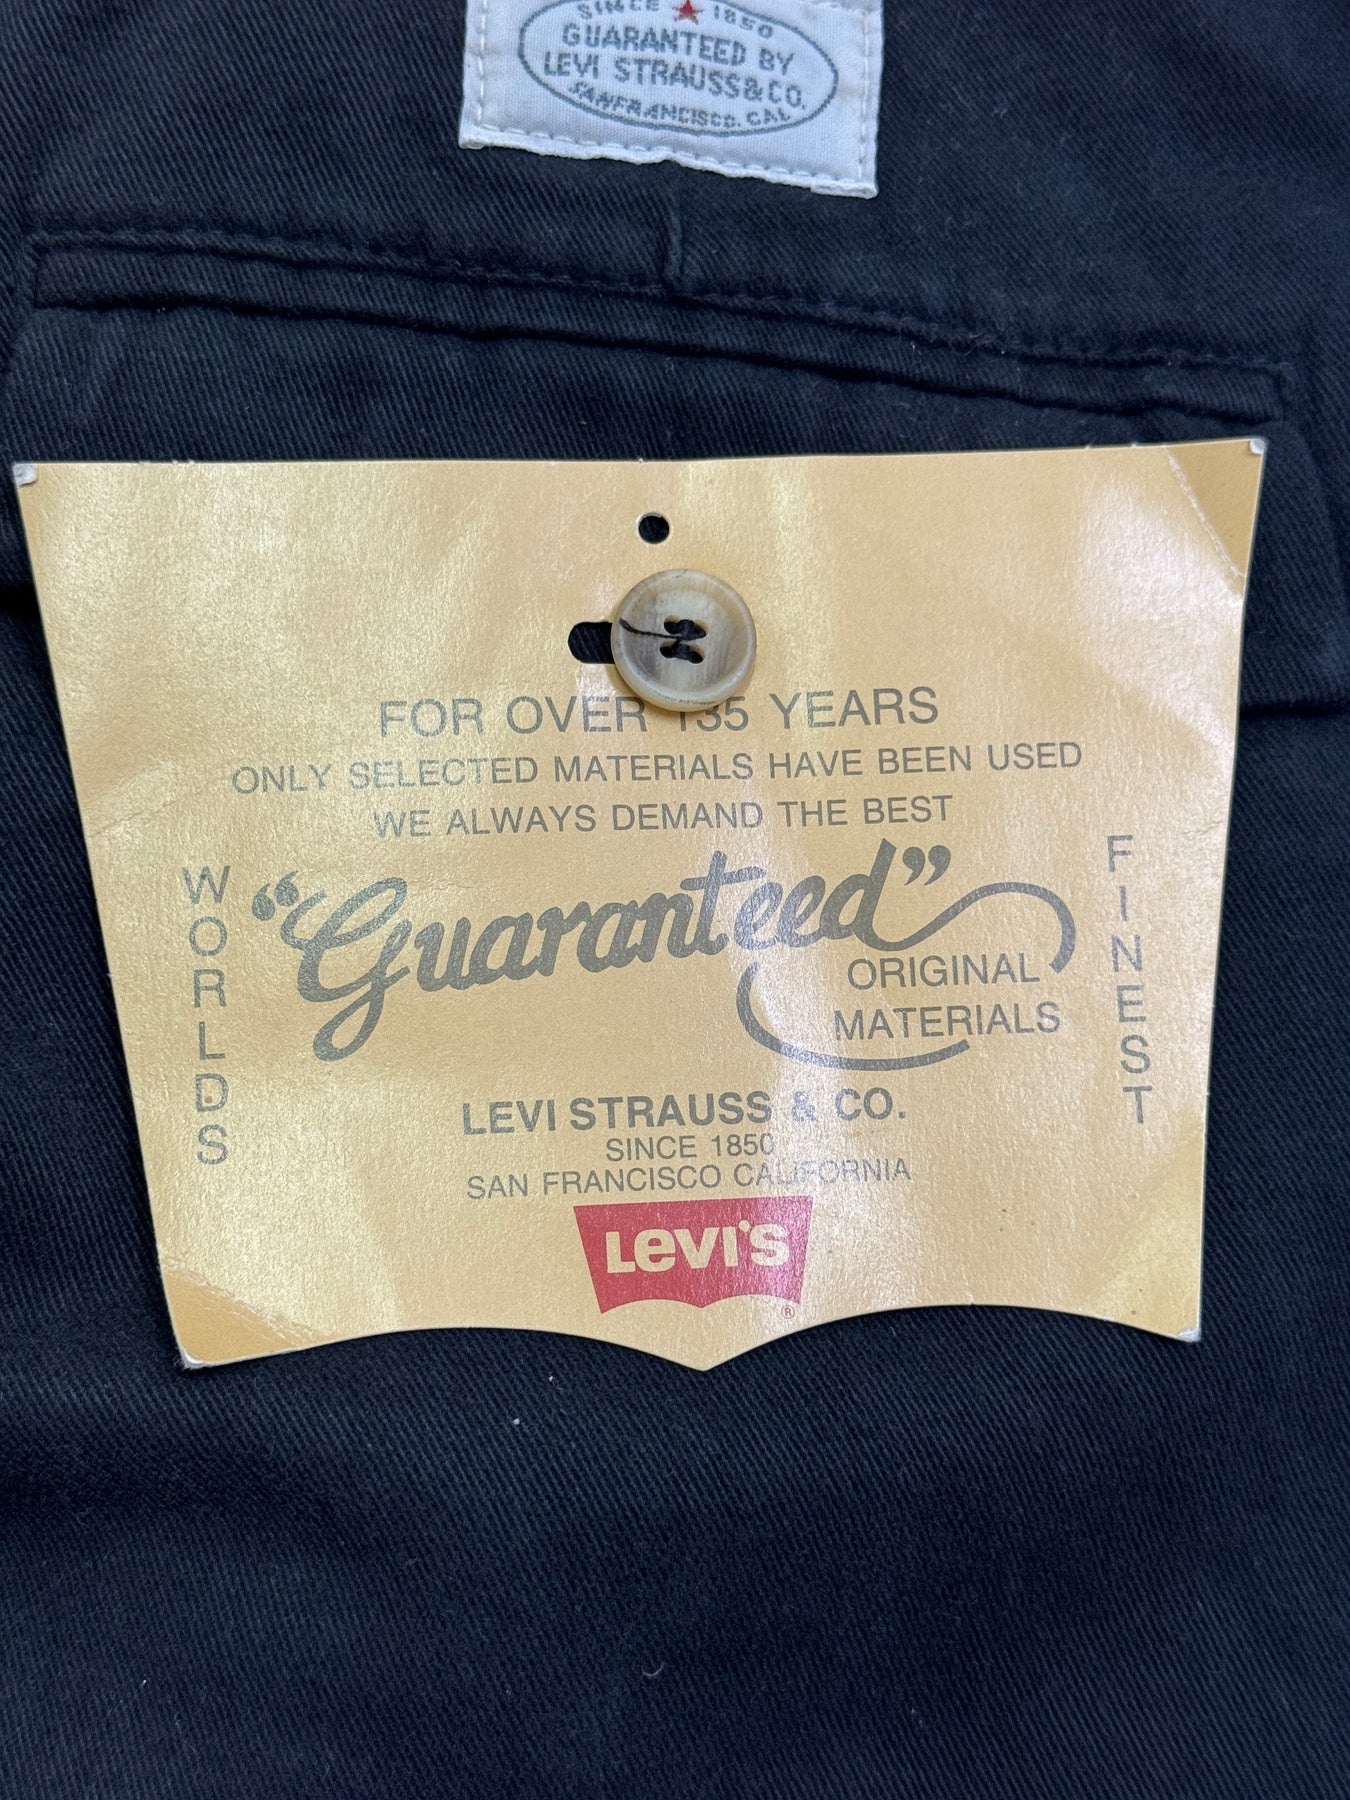 SINCE ★ 1850
GUARANTEED BY
LEVI STRAUSS & CO.
SAN FRANCISCO. CAL
FOR OVER 135 YEARS
ONLY SELECTED MATERIALS HAVE BEEN USED
WE ALWAYS DEMAND THE BEST
WORLDS
"Guaranteed"
FINEST
ORIGINAL
MATERIALS
LEVI STRAUSS & CO.
SINCE 1850
SAN FRANCISCO CALIFORNIA
LEVI'S
®